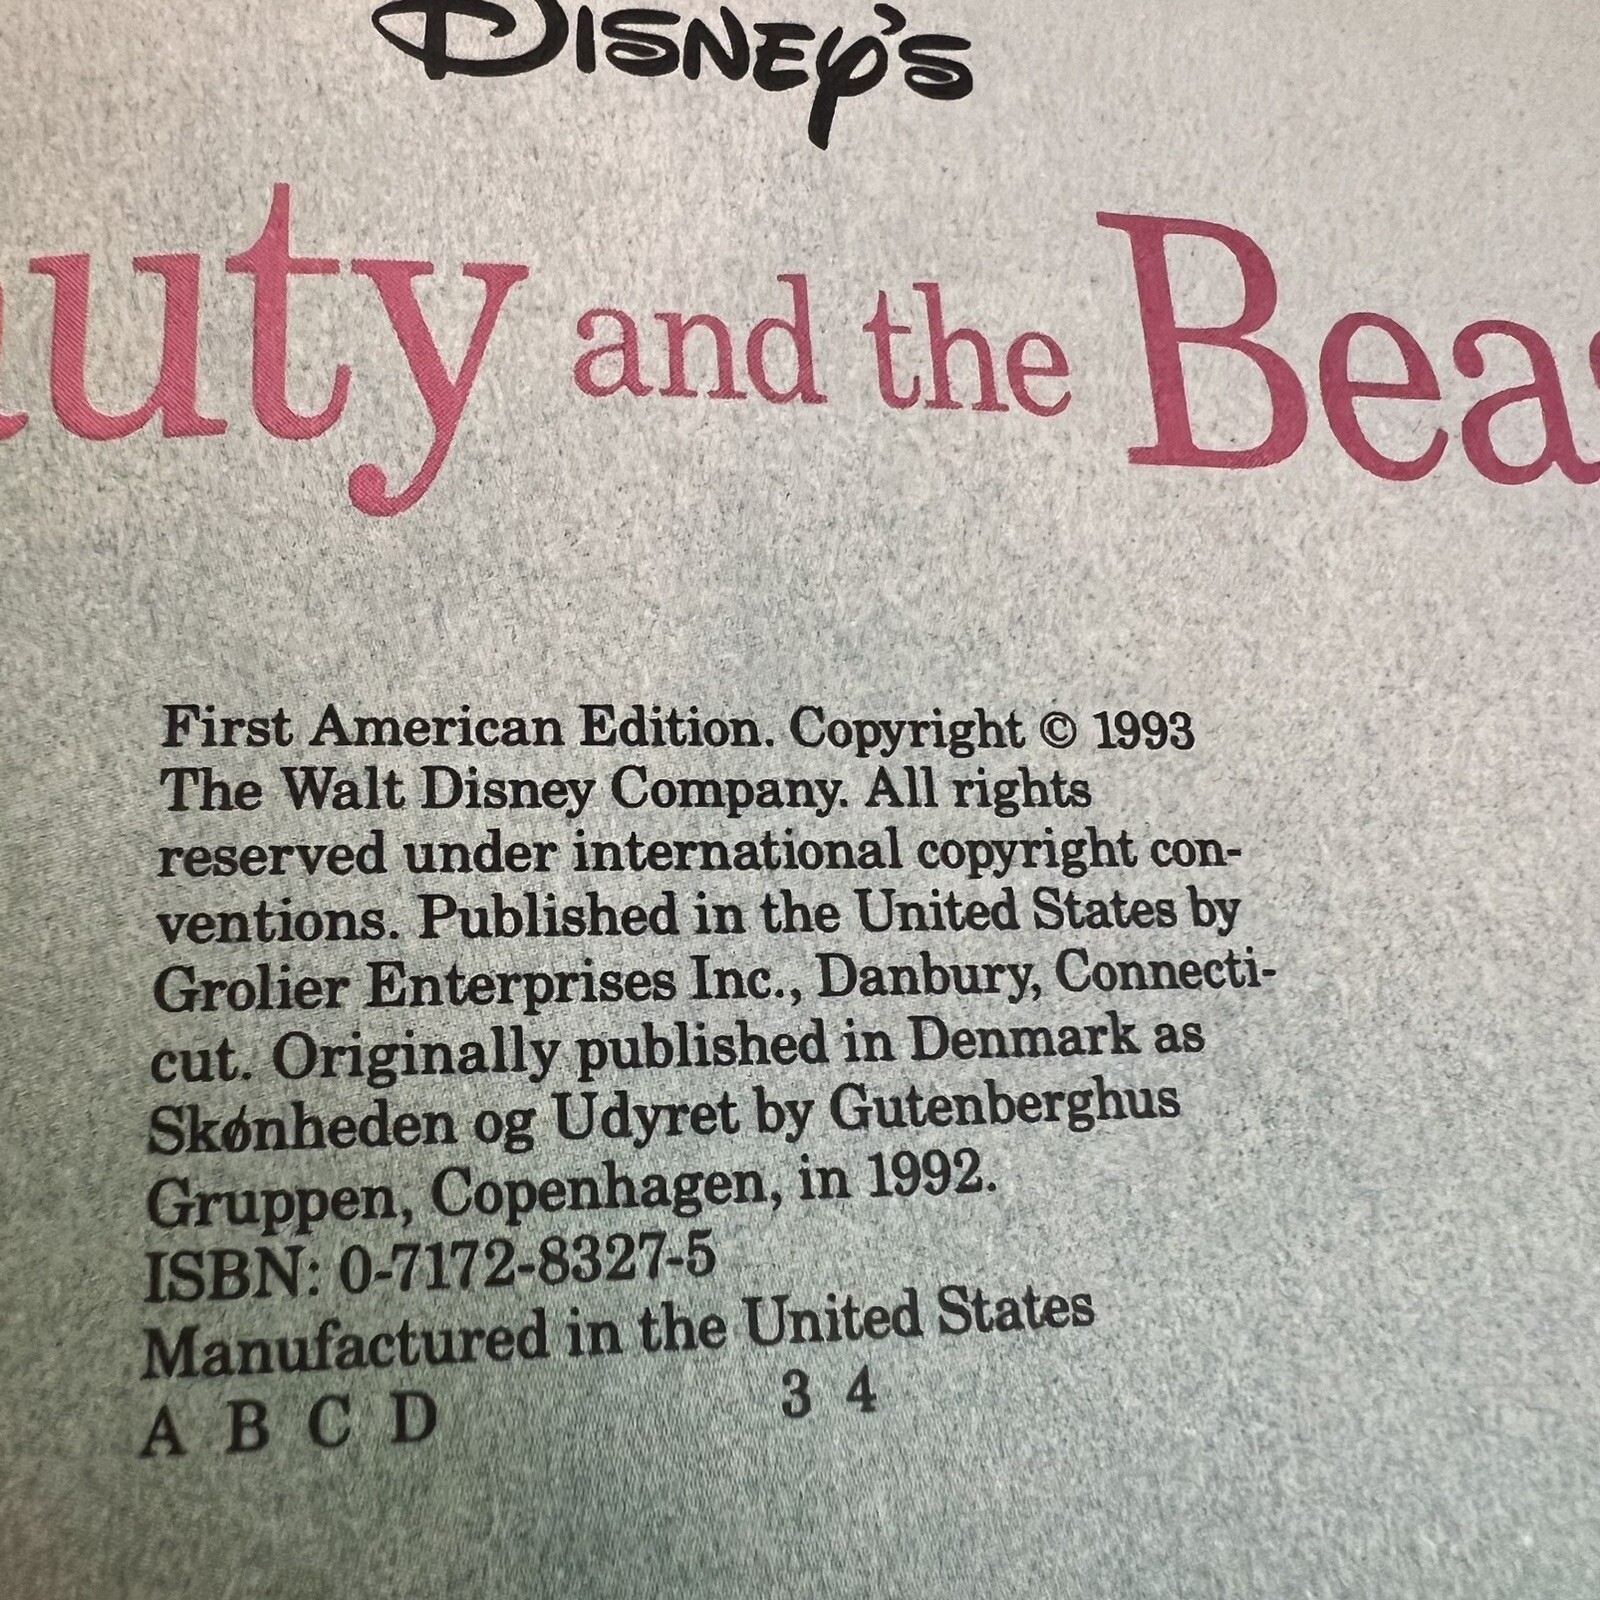 DISNEY'S
auty and the Beas
First American Edition. Copyright © 1993
The Walt Disney Company. All rights
reserved under international copyright con-
ventions. Published in the United States by
Grolier Enterprises Inc., Danbury, Connecti-
cut. Originally published in Denmark as
Skønheden og Udyret by Gutenberghus
Gruppen, Copenhagen, in 1992.
ISBN: 0-7172-8327-5
Manufactured in the United States
A B C D 3 4